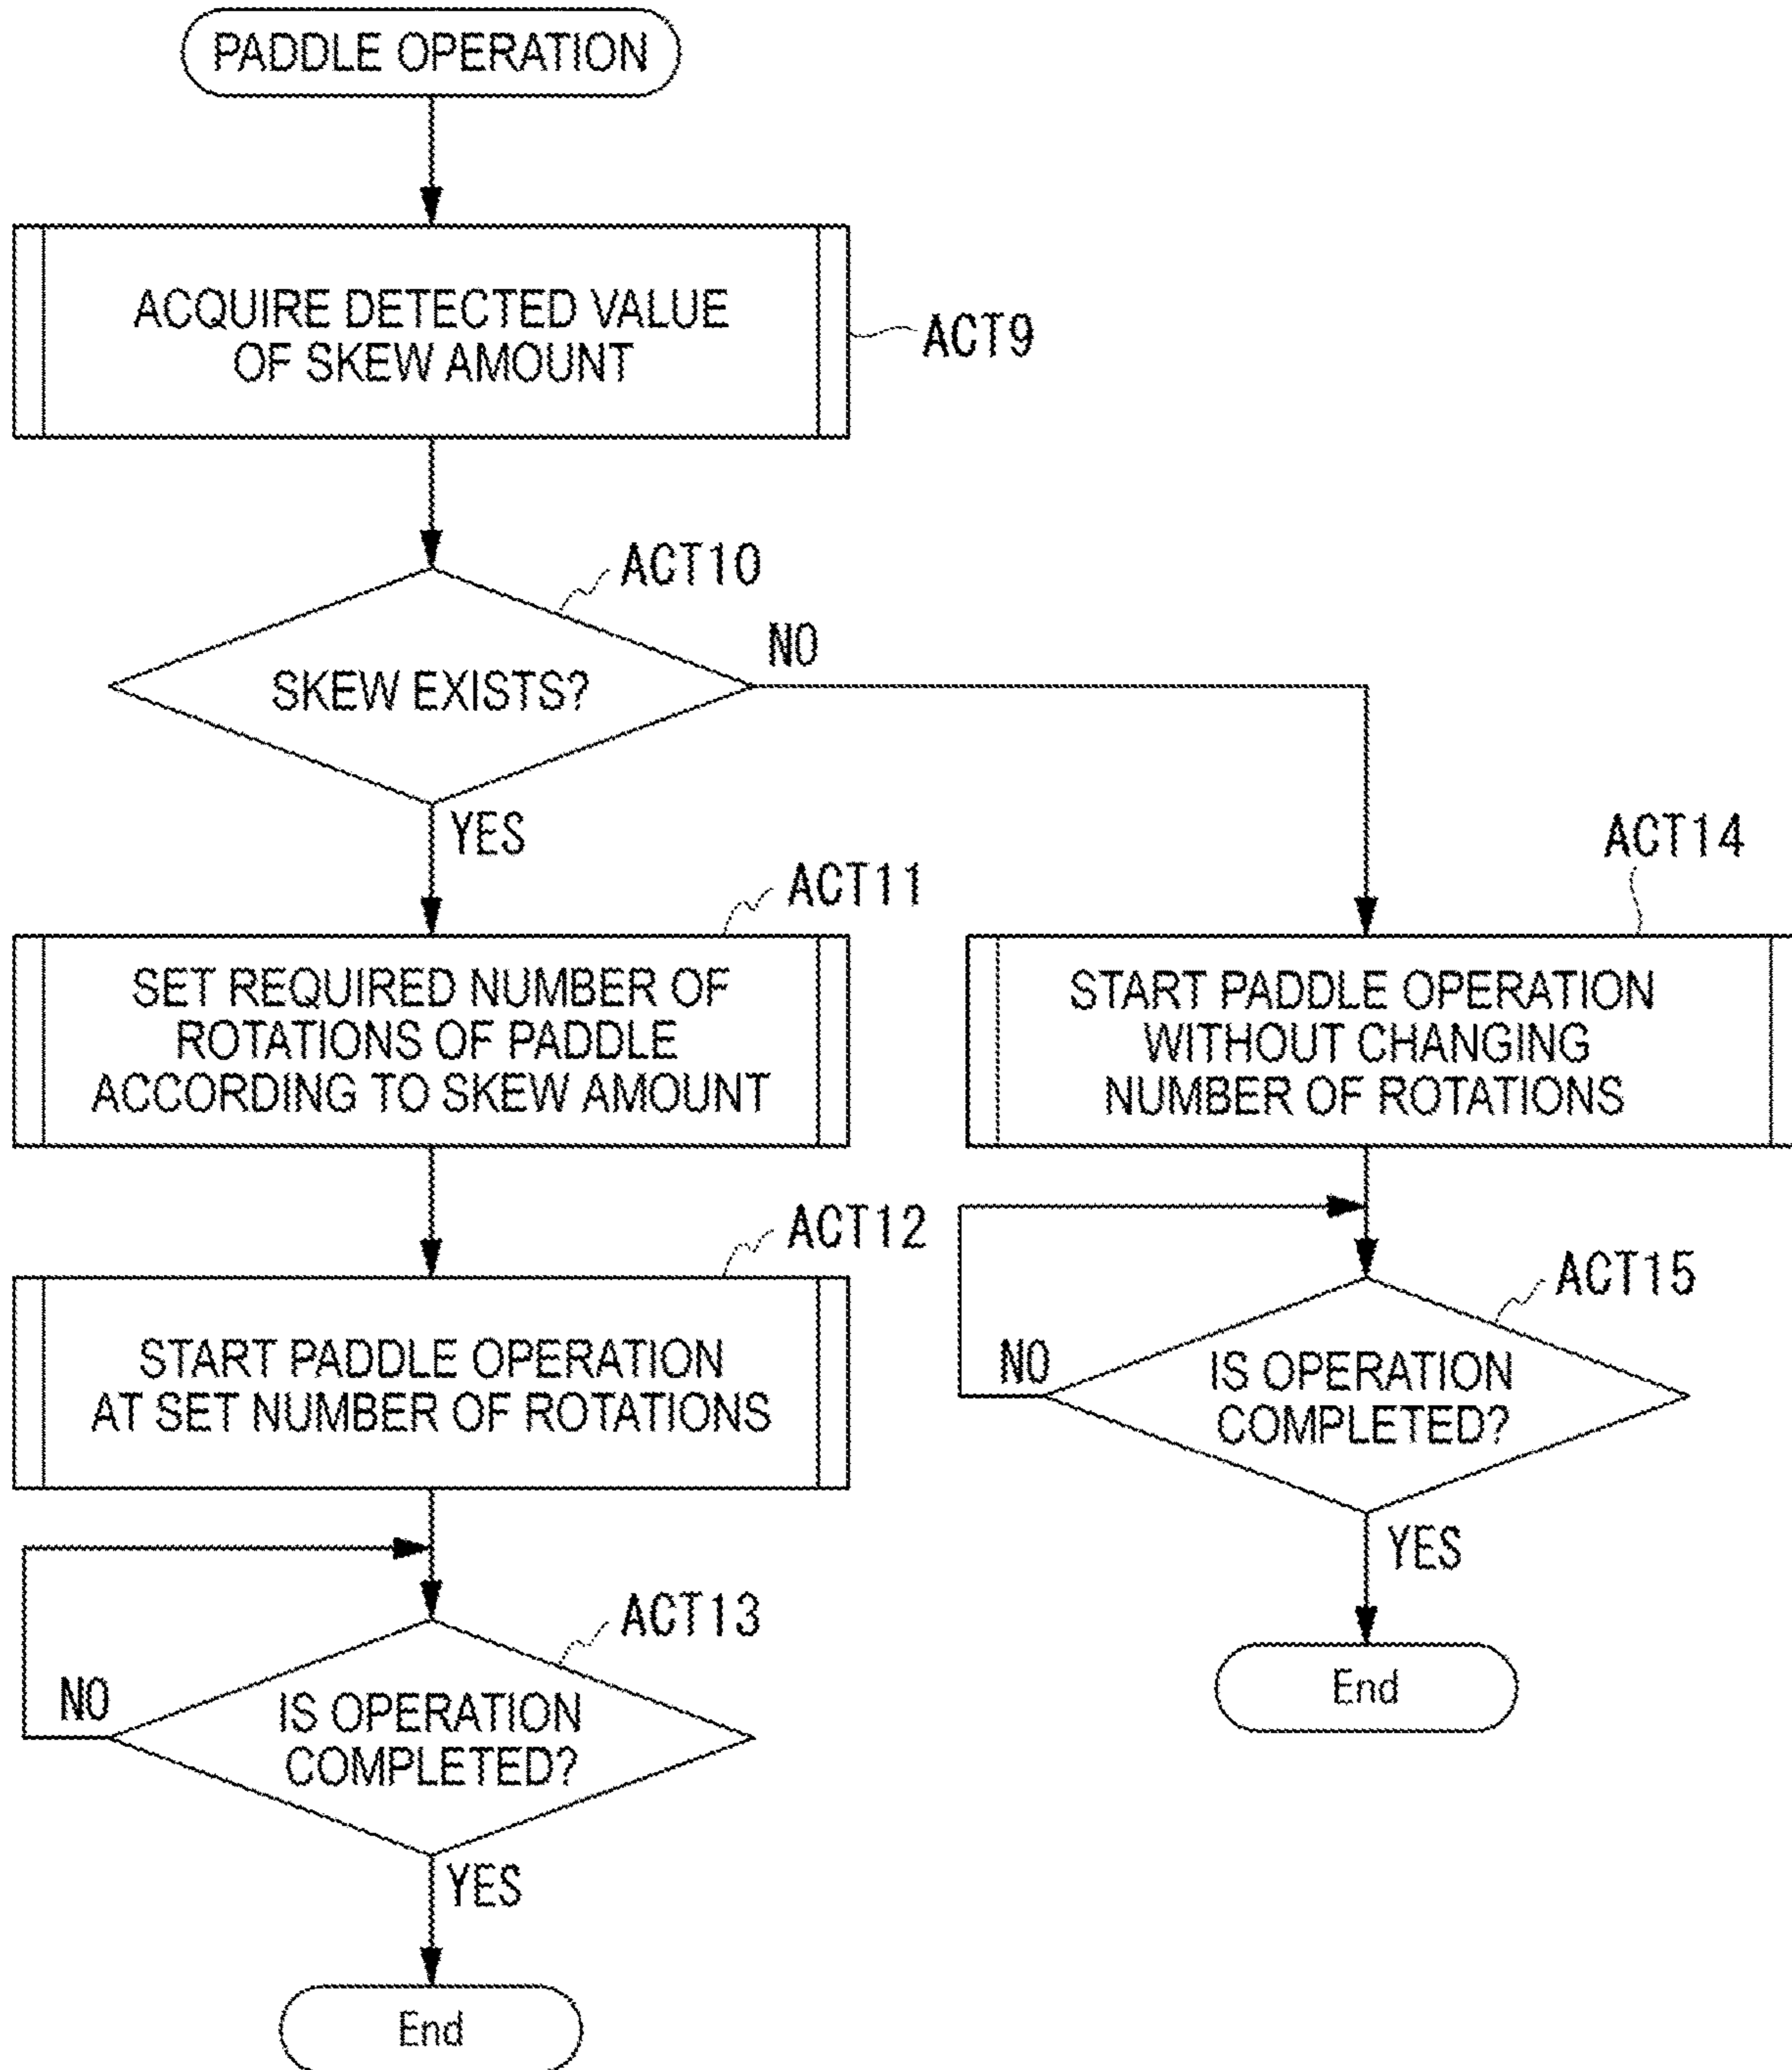 PADDLE OPERATION
ACQUIRE DETECTED VALUE
OF SKEW AMOUNT
ACT9
ACT10
SKEW EXISTS?
NO
YES
ACT11
SET REQUIRED NUMBER OF
ROTATIONS OF PADDLE
ACCORDING TO SKEW AMOUNT
ACT12
START PADDLE OPERATION
AT SET NUMBER OF ROTATIONS
ACT13
IS OPERATION
COMPLETED?
NO
YES
End
ACT14
START PADDLE OPERATION
WITHOUT CHANGING
NUMBER OF ROTATIONS
ACT15
IS OPERATION
COMPLETED?
NO
YES
End